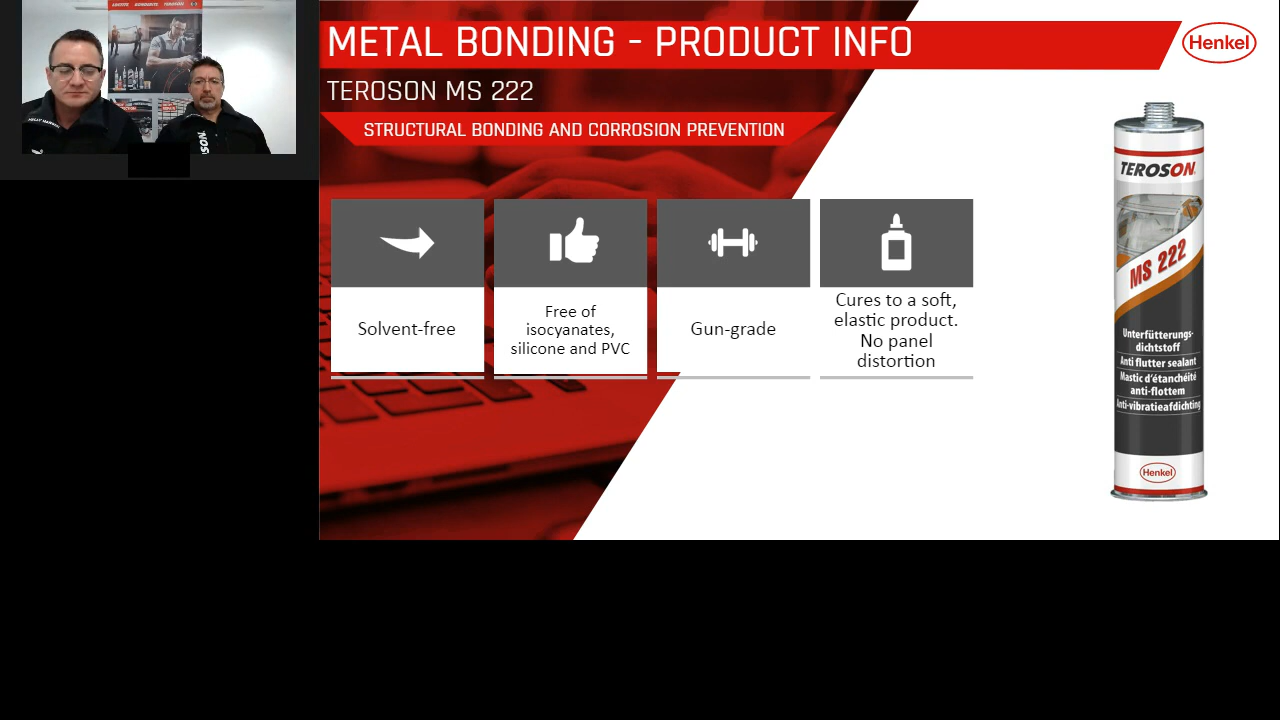 METAL BONDING - PRODUCT INFO
Henkel
TEROSON MS 222
STRUCTURAL BONDING AND CORROSION PREVENTION
Solvent-free
Free of
isocyanates,
silicone and PVC
Gun-grade
Cures to a soft,
elastic product.
No panel
distortion
TEROSON
MS 222
Unterfütterungs-
dichtstoff
Anti flutter sealant
Mastic d'étanchéité
anti-flottem
Anti-vibratieafdichting
Henkel